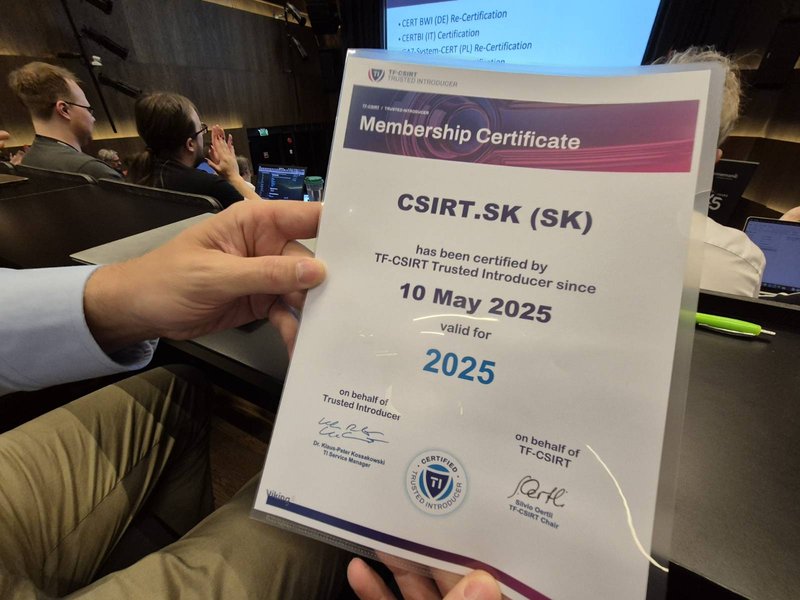 •CERT BWI (DE) Re-Certification
•CERTBI (IT) Certification
System-CERT (PL) Re-Certification
TF-CSIRT
TRUSTED INTRODUCER
TF-CSIRT / TRUSTED-INTRODUCER
Membership Certificate
CSIRT.SK (SK)
has been certified by
TF-CSIRT Trusted Introducer since
10 May 2025
valid for
2025
on behalf of
Trusted Introducer
Dr. Klaus-Peter Kossakowski
TI Service Manager
on behalf of
TF-CSIRT
Silvio Oertli
TF-CSIRT Chair
CERTIFIED
TI
TRUSTED INTRODUCER
Viking